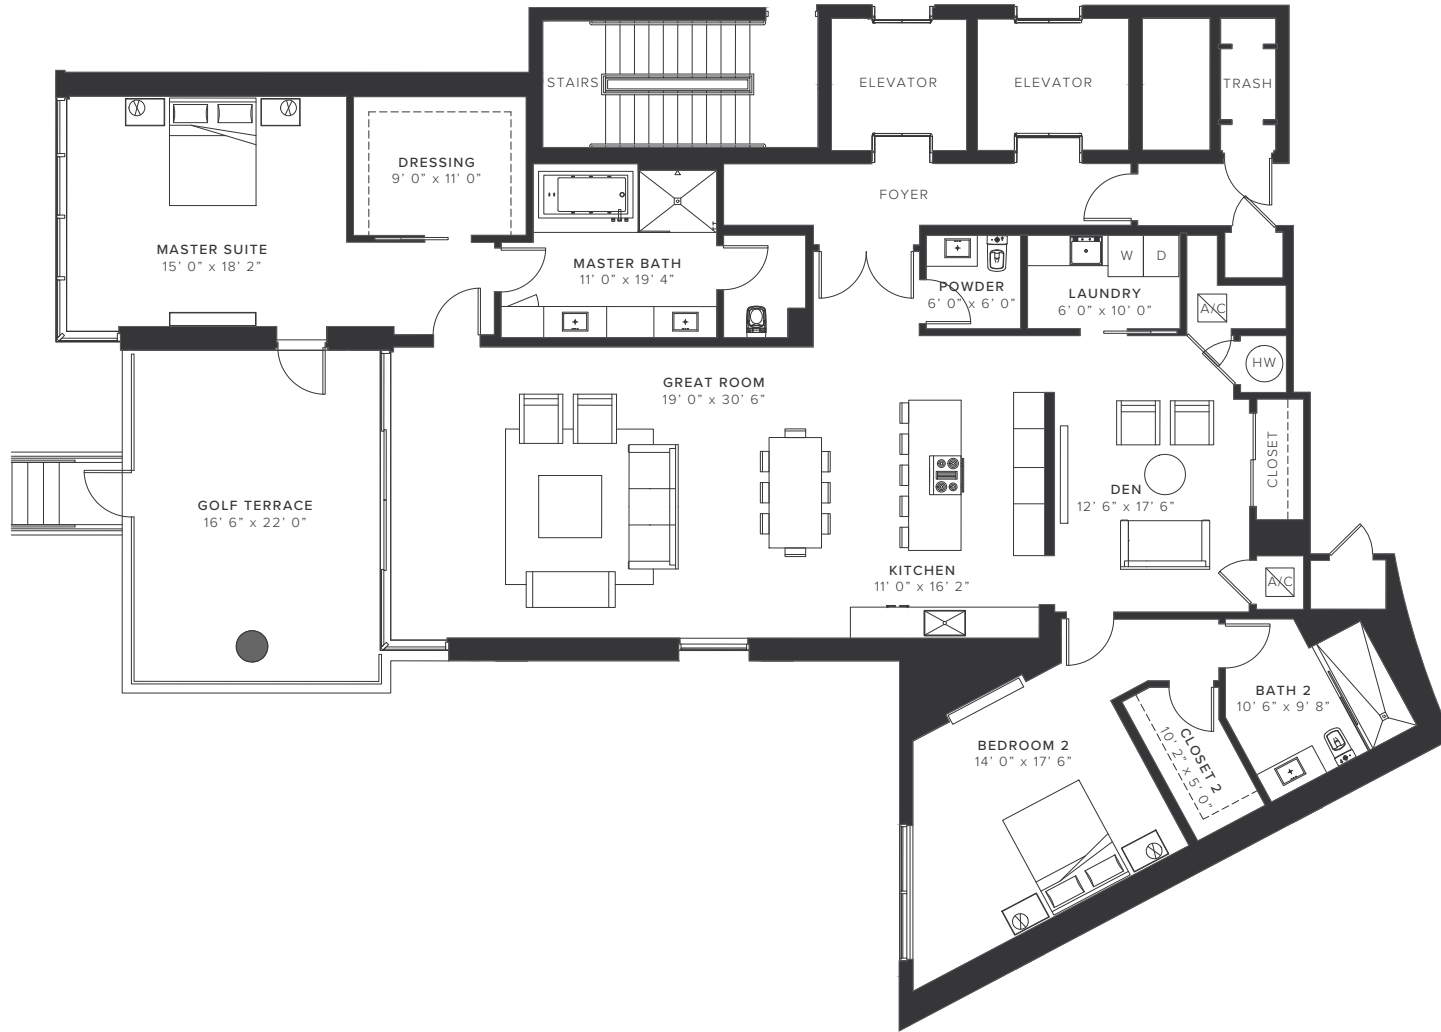 STAIRS
ELEVATOR
ELEVATOR
TRASH
DRESSING
9’ 0” x 11’ 0”
FOYER
MASTER SUITE
15’ 0” x 18’ 2”
MASTER BATH
11’ 0” x 19’ 4”
W
D
POWDER
6’ 0” x 6’ 0”
LAUNDRY
6’ 0” x 10’ 0”
A/C
HW
GREAT ROOM
19’ 0” x 30’ 6”
CLOSET
GOLF TERRACE
16’ 6” x 22’ 0”
DEN
12’ 6” x 17’ 6”
KITCHEN
11’ 0” x 16’ 2”
A/C
BATH 2
10’ 6” x 9’ 8”
BEDROOM 2
14’ 0” x 17’ 6”
CLOSET 2
10’ 2” x 5’ 0”